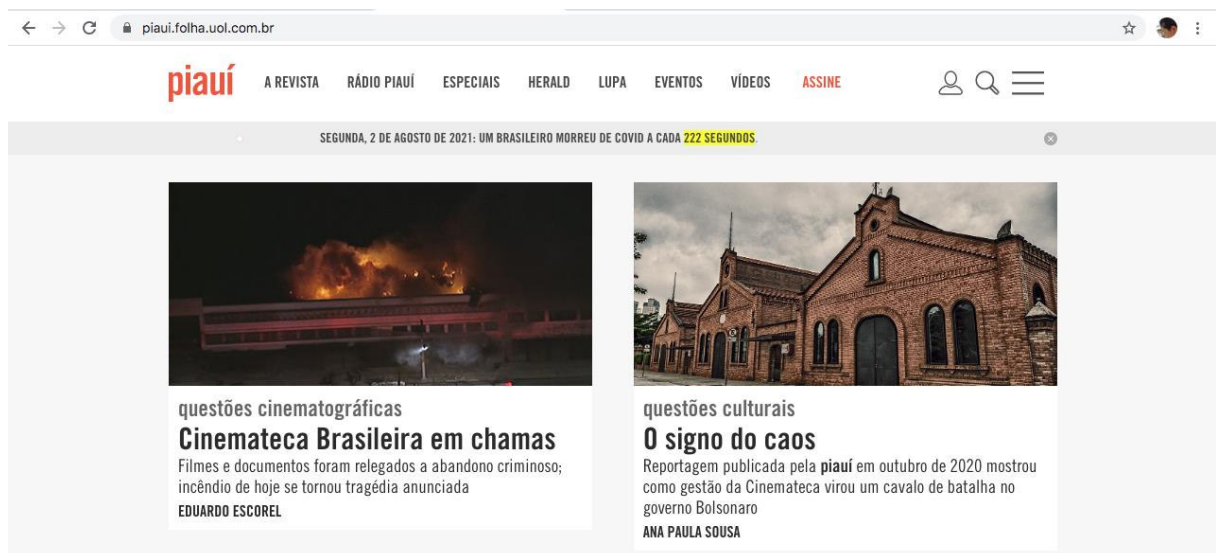 piaui.folha.uol.com.br
piauí
A REVISTA RÁDIO PIAUÍ ESPECIAIS HERALD LUPA EVENTOS VÍDEOS ASSINE
SEGUNDA, 2 DE AGOSTO DE 2021: UM BRASILEIRO MORREU DE COVID A CADA 222 SEGUNDOS.
questões cinematográficas
Cinemateca Brasileira em chamas
Filmes e documentos foram relegados a abandono criminoso;
incêndio de hoje se tornou tragédia anunciada
EDUARDO ESCOREL
questões culturais
O signo do caos
Reportagem publicada pela piauí em outubro de 2020 mostrou
como gestão da Cinemateca virou um cavalo de batalha no
governo Bolsonaro
ANA PAULA SOUSA